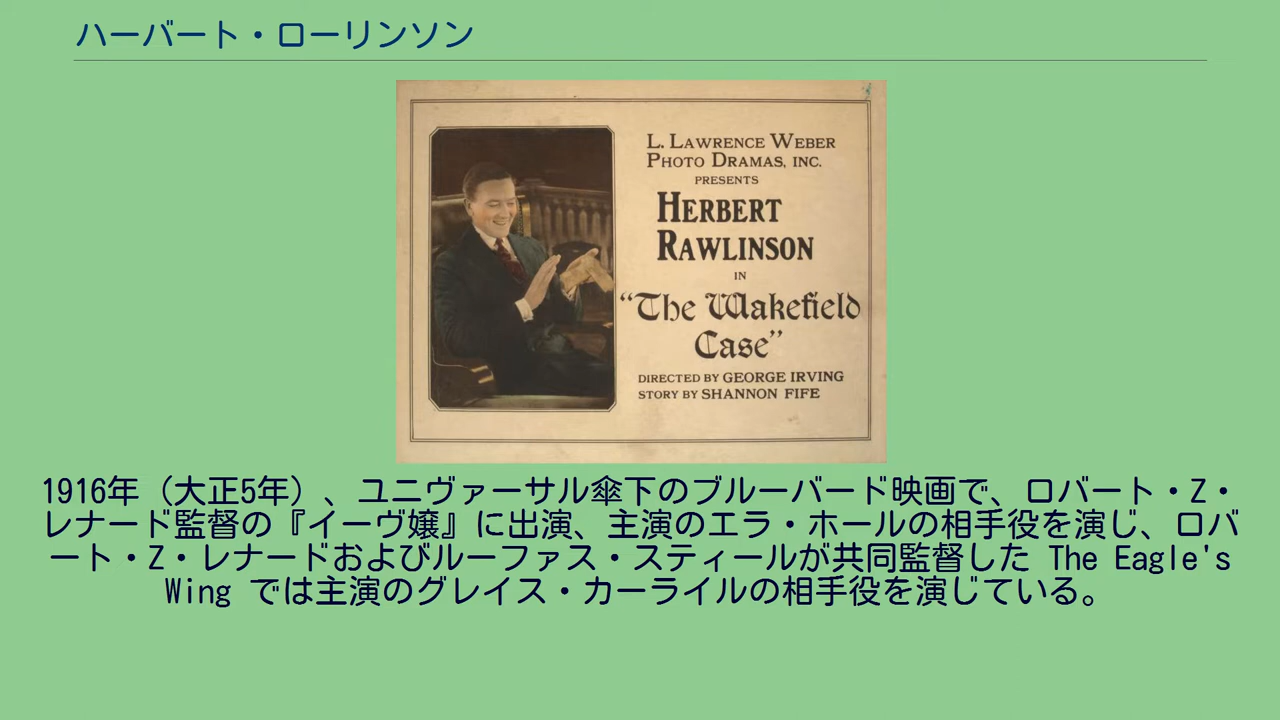 ハーバート・ローリンソン
L. LAWRENCE WEBER
PHOTO DRAMAS, INC.
PRESENTS
HERBERT
RAWLINSON
IN
“The Wakefield
Case”
DIRECTED BY GEORGE IRVING
STORY BY SHANNON FIFE
1916年（大正5年）、ユニヴァーサル傘下のブルーバード映画で、ロバート・Z・
レナード監督の『イーヴ嬢』に出演、主演のエラ・ホールの相手役を演じ、ロバ
ート・Z・レナードおよびルーファス・スティールが共同監督した The Eagle's
Wing では主演のグレイス・カーライルの相手役を演じている。